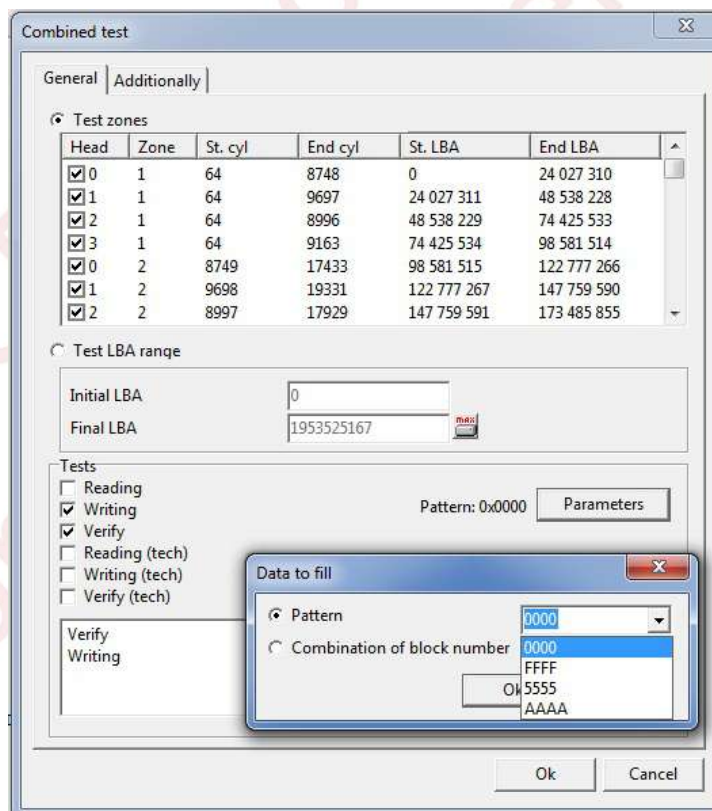 Combined test
General Additionally
Test zones
Head Zone St. cyl End cyl St. LBA End LBA
0 1 64 8748 0 24 027 310
1 1 64 9697 24 027 311 48 538 228
2 1 64 8996 48 538 229 74 425 533
3 1 64 9163 74 425 534 98 581 514
0 2 8749 17433 98 581 515 122 777 266
1 2 9698 19331 122 777 267 147 759 590
2 2 8997 17929 147 759 591 173 485 855
Test LBA range
Initial LBA 0
Final LBA 1953525167 max
Tests
Reading
Writing Pattern: 0x0000 Parameters
Verify
Reading (tech)
Writing (tech)
Verify (tech)
Verify
Writing
Data to fill
Pattern 0000
Combination of block number 0000
FFFF
5555
AAAA
Ok Cancel